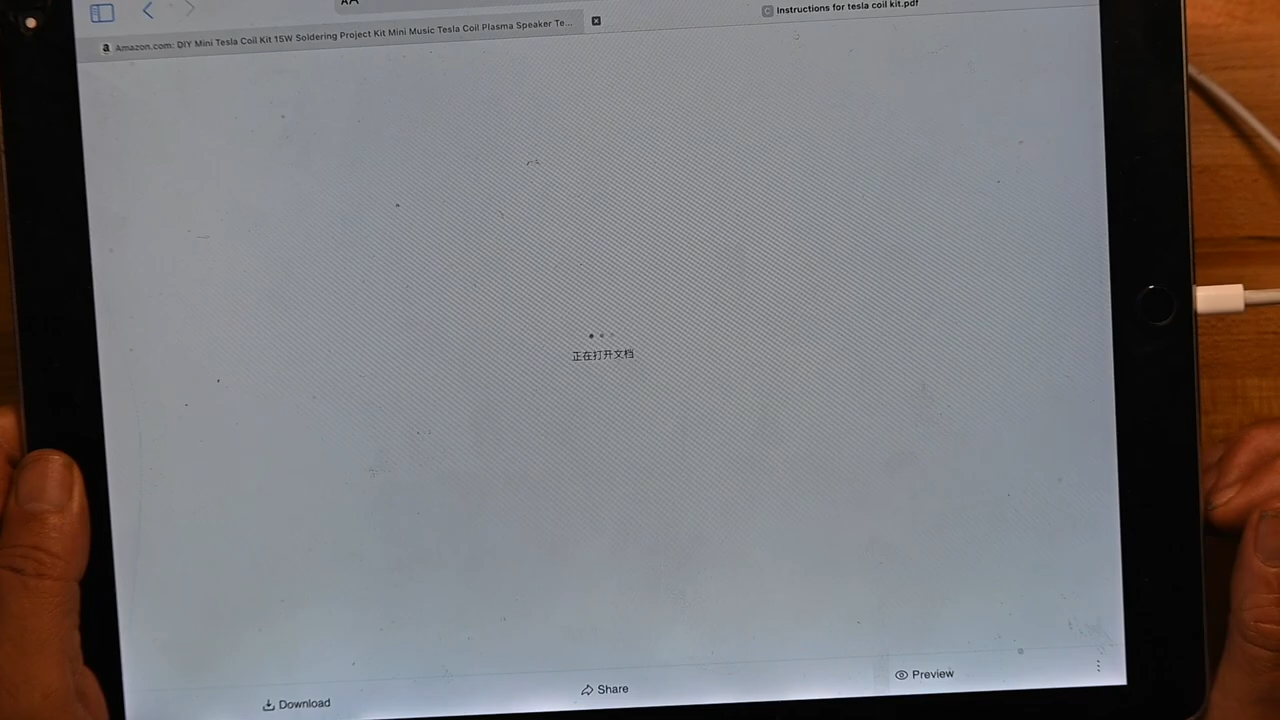 Instructions for tesla coil kit.pdf
Amazon.com: DIY Mini Tesla Coil Kit 15W Soldering Project Kit Mini Music Tesla Coil Plasma Speaker Te...
正在打开文档
Download
Share
Preview